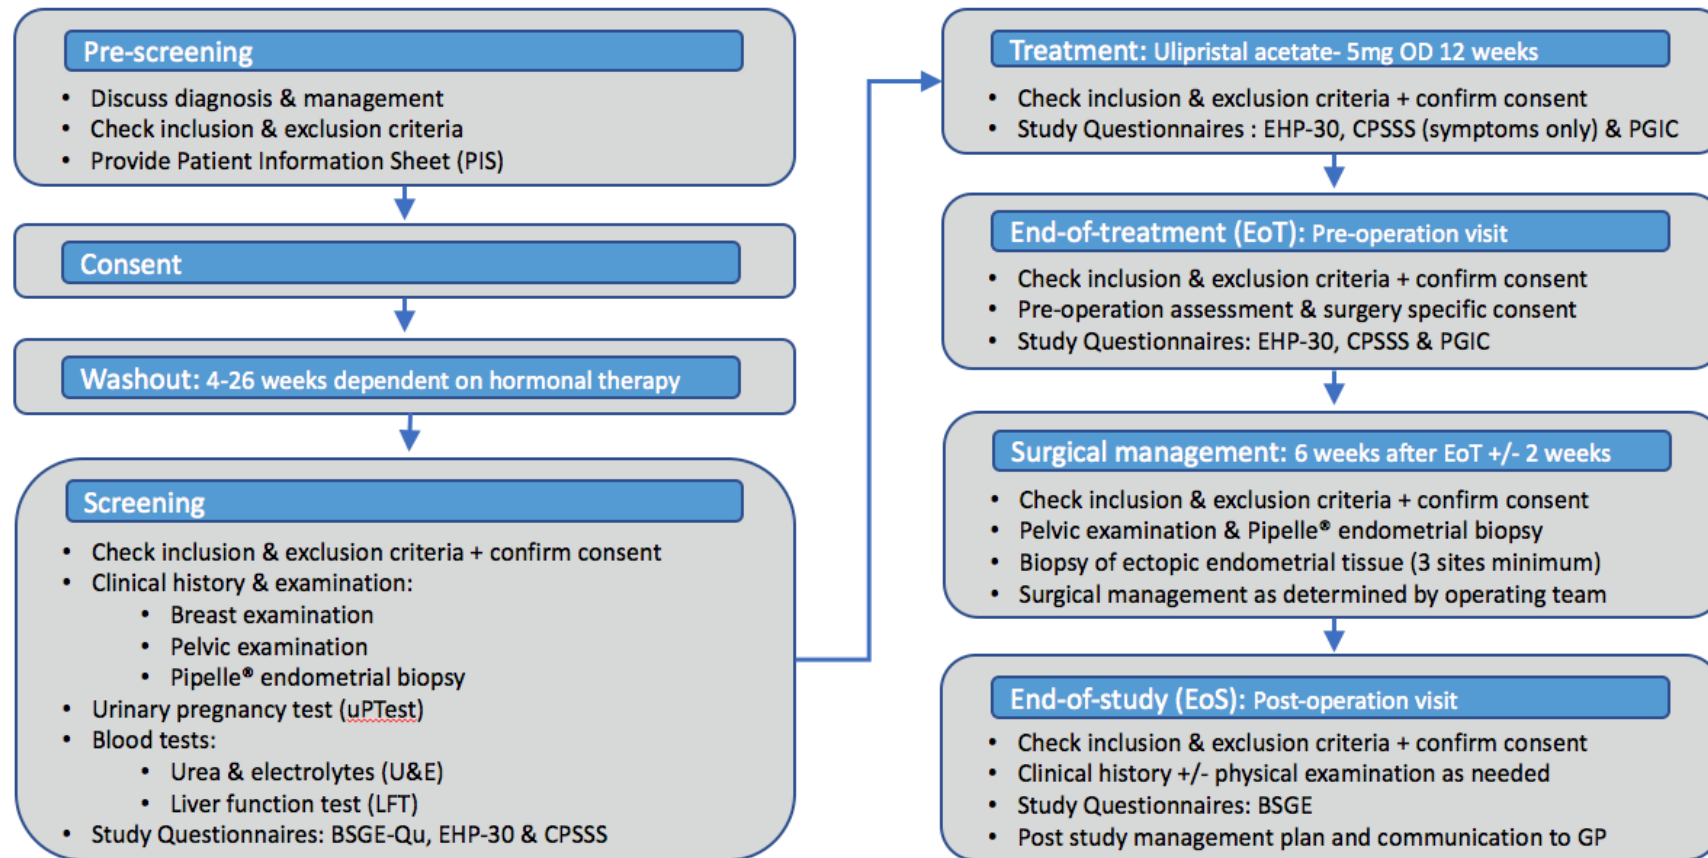 Pre-screening
• Discuss diagnosis & management
• Check inclusion & exclusion criteria
• Provide Patient Information Sheet (PIS)
Consent
Washout: 4-26 weeks dependent on hormonal therapy
Screening
• Check inclusion & exclusion criteria + confirm consent
• Clinical history & examination:
• Breast examination
• Pelvic examination
• Pipelle® endometrial biopsy
• Urinary pregnancy test (uPTest)
• Blood tests:
• Urea & electrolytes (U&E)
• Liver function test (LFT)
• Study Questionnaires: BSGE-Qu, EHP-30 & CPSSS
Treatment: Ulipristal acetate- 5mg OD 12 weeks
• Check inclusion & exclusion criteria + confirm consent
• Study Questionnaires : EHP-30, CPSSS (symptoms only) & PGIC
End-of-treatment (EoT): Pre-operation visit
• Check inclusion & exclusion criteria + confirm consent
• Pre-operation assessment & surgery specific consent
• Study Questionnaires: EHP-30, CPSSS & PGIC
Surgical management: 6 weeks after EoT +/- 2 weeks
• Check inclusion & exclusion criteria + confirm consent
• Pelvic examination & Pipelle® endometrial biopsy
• Biopsy of ectopic endometrial tissue (3 sites minimum)
• Surgical management as determined by operating team
End-of-study (EoS): Post-operation visit
• Check inclusion & exclusion criteria + confirm consent
• Clinical history +/- physical examination as needed
• Study Questionnaires: BSGE
• Post study management plan and communication to GP